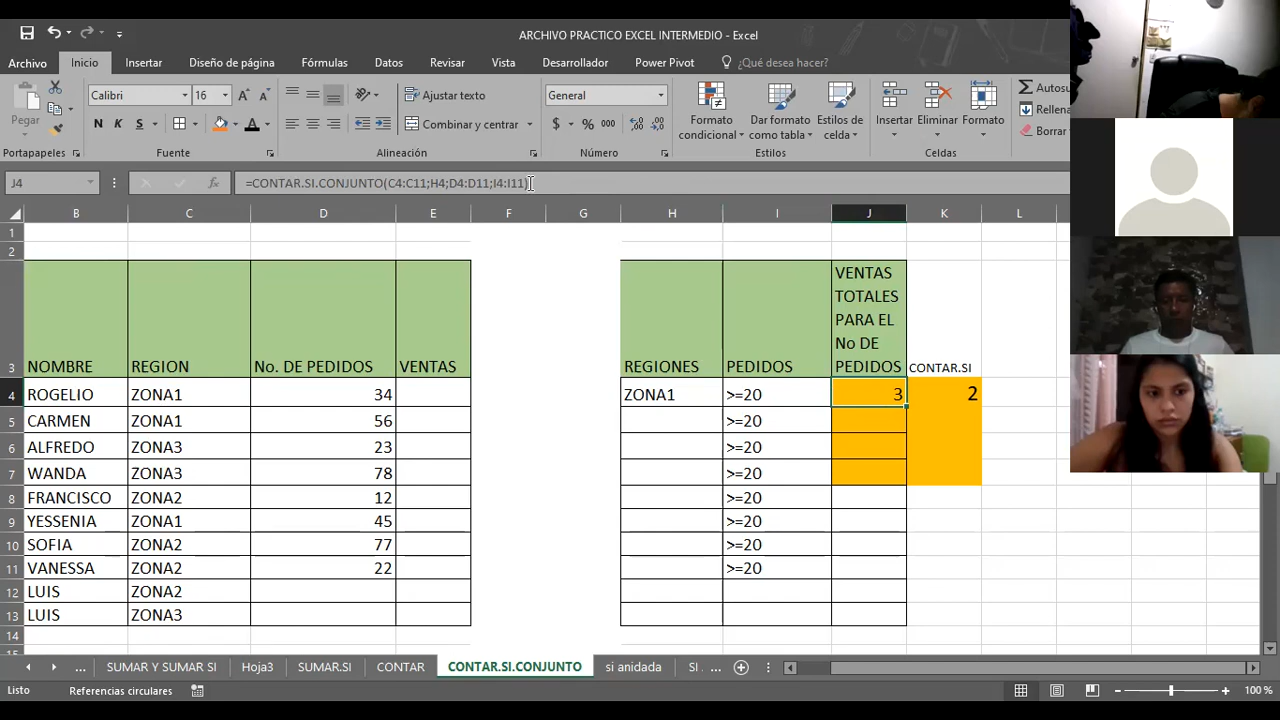 ARCHIVO PRACTICO EXCEL INTERMEDIO - Excel
Archivo Inicio Insertar Diseño de página Fórmulas Datos Revisar Vista Desarrollador Power Pivot ¿Qué desea hacer?
Calibri 16 A A Ajustar texto General Autosu
Pegar N K S Combinar y centrar $ % 000 Formato condicional Dar formato como tabla Estilos de celda Insertar Eliminar Formato Rellena
Borrar
Portapapeles Fuente Alineación Número Estilos Celdas
J4 fx =CONTAR.SI.CONJUNTO(C4:C11;H4;D4:D11;I4:I11)
B C D E F G H I J K L
1
2
3 NOMBRE REGION No. DE PEDIDOS VENTAS REGIONES PEDIDOS VENTAS TOTALES PARA EL No DE PEDIDOS CONTAR.SI
4 ROGELIO ZONA1 34 ZONA1 >=20 3 2
5 CARMEN ZONA1 56 >=20
6 ALFREDO ZONA3 23 >=20
7 WANDA ZONA3 78 >=20
8 FRANCISCO ZONA2 12 >=20
9 YESSENIA ZONA1 45 >=20
10 SOFIA ZONA2 77 >=20
11 VANESSA ZONA2 22 >=20
12 LUIS ZONA2
13 LUIS ZONA3
14
... SUMAR Y SUMAR SI Hoja3 SUMAR.SI CONTAR CONTAR.SI.CONJUNTO si anidada SI ...
Listo Referencias circulares 100 %